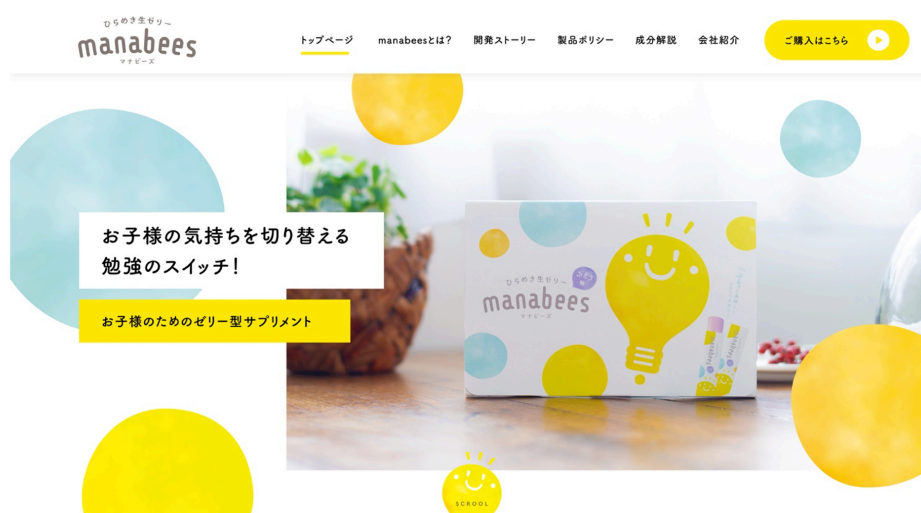 ひらめき生ゼリー
manabees
マナビーズ
トップページ
manabeesとは？
開発ストーリー
製品ポリシー
成分解説
会社紹介
ご購入はこちら
お子様の気持ちを切り替える
勉強のスイッチ！
お子様のためのゼリー型サプリメント
ひらめき生ゼリー
ぶどう
味
manabees
マナビーズ
SCROOL